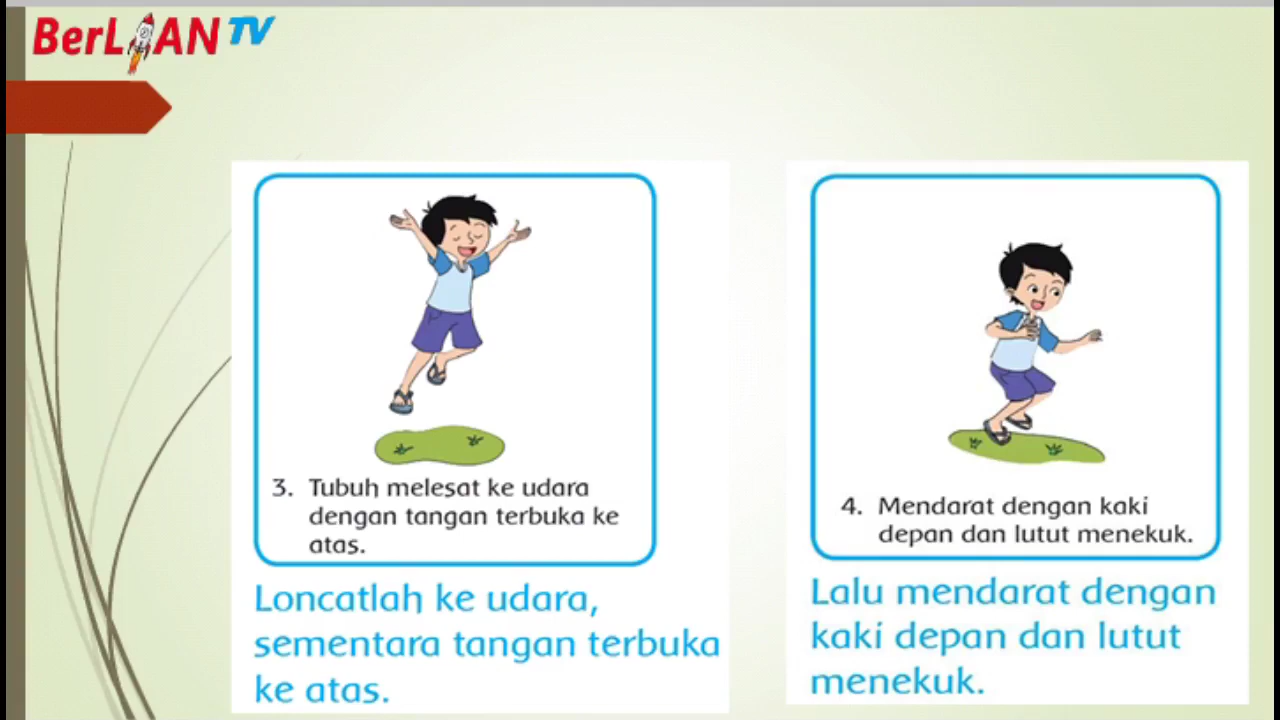 BerLIAN TV
3. Tubuh melesat ke udara
dengan tangan terbuka ke
atas.
Loncatlah ke udara,
sementara tangan terbuka
ke atas.
4. Mendarat dengan kaki
depan dan lutut menekuk.
Lalu mendarat dengan
kaki depan dan lutut
menekuk.